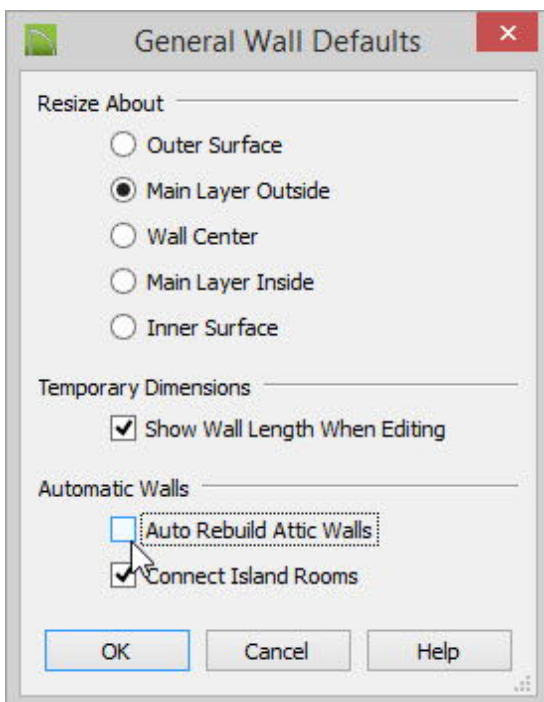 General Wall Defaults
Resize About
Outer Surface
Main Layer Outside
Wall Center
Main Layer Inside
Inner Surface
Temporary Dimensions
Show Wall Length When Editing
Automatic Walls
Auto Rebuild Attic Walls
Connect Island Rooms
OK Cancel Help